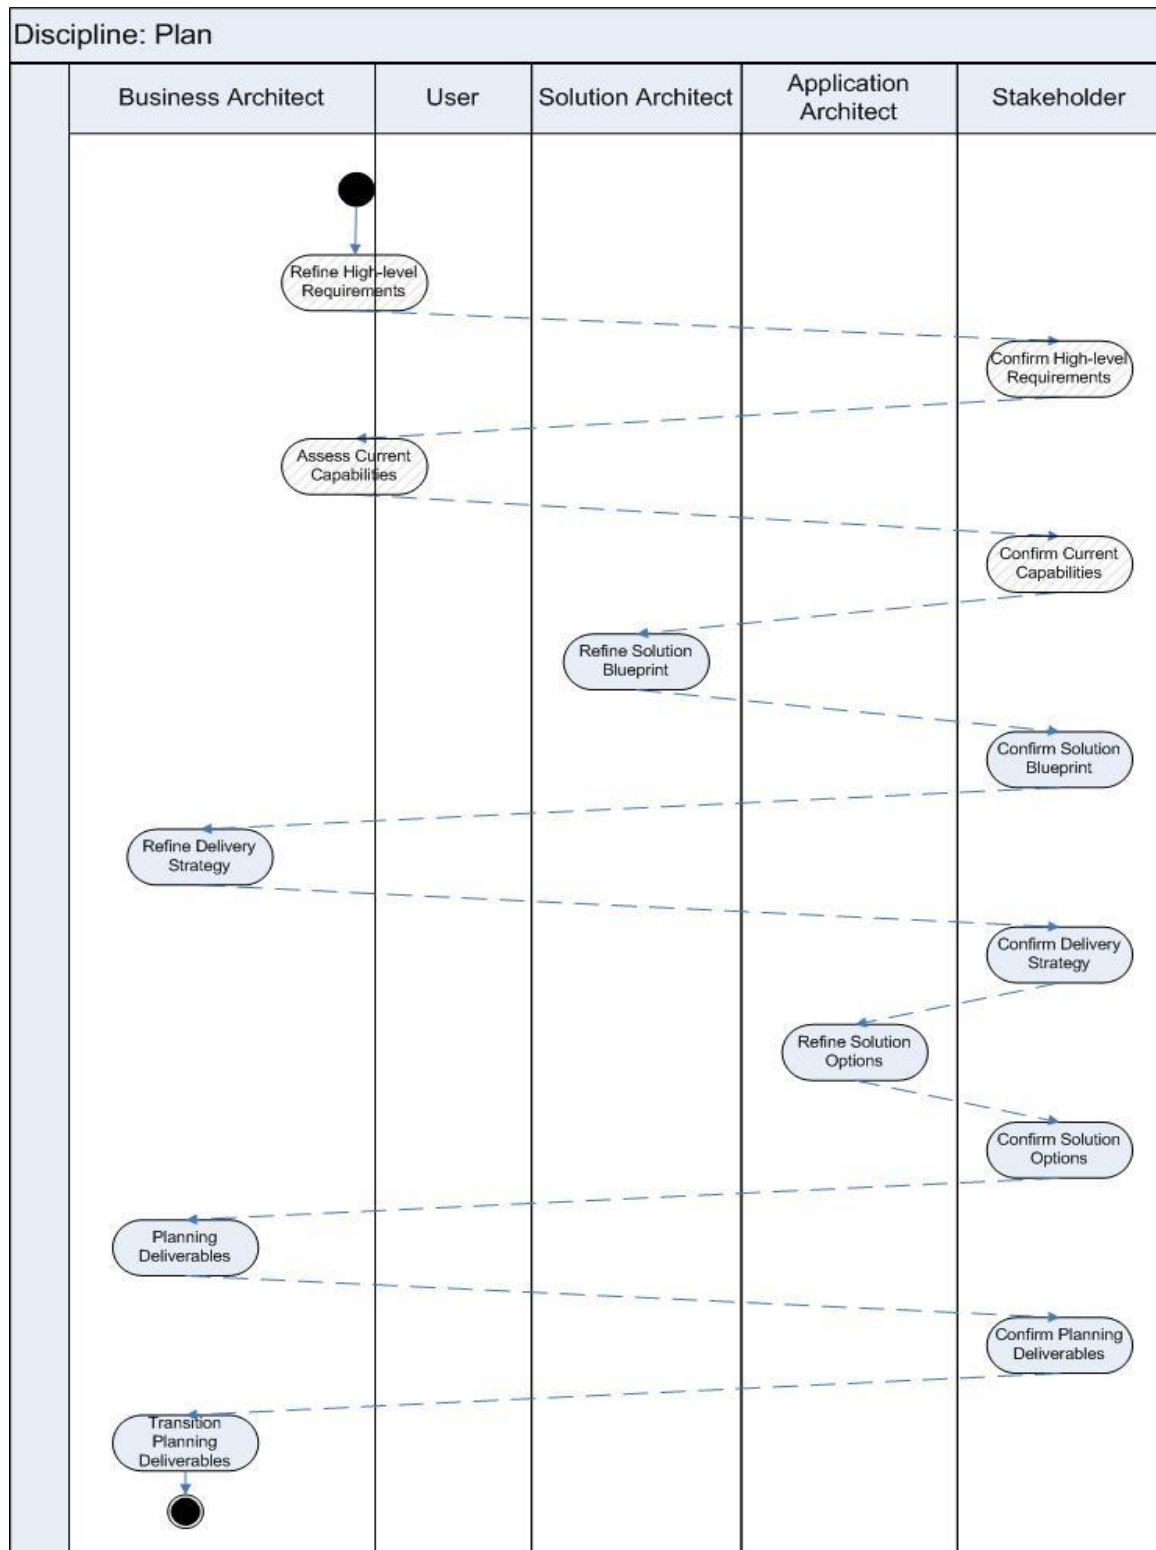 Discipline: Plan
Business Architect
User
Solution Architect
Application
Architect
Stakeholder
Refine High-level
Requirements
Confirm High-level
Requirements
Assess Current
Capabilities
Confirm Current
Capabilities
Refine Solution
Blueprint
Confirm Solution
Blueprint
Refine Delivery
Strategy
Confirm Delivery
Strategy
Refine Solution
Options
Confirm Solution
Options
Planning
Deliverables
Confirm Planning
Deliverables
Transition
Planning
Deliverables